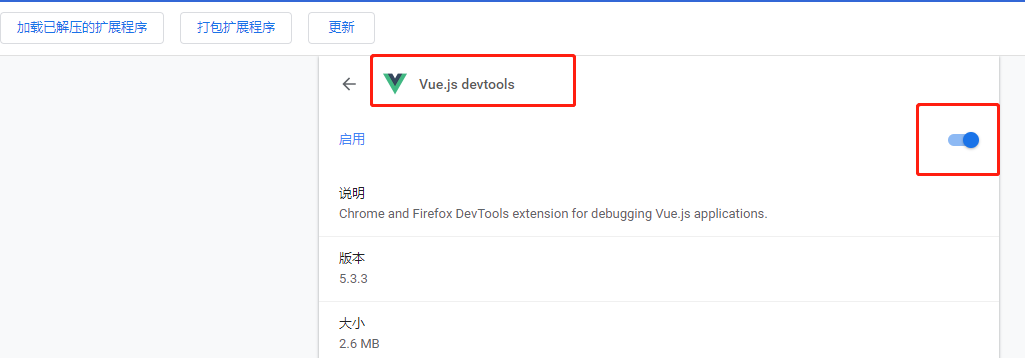 加载已解压的扩展程序 打包扩展程序 更新
Vue.js devtools
启用
说明
Chrome and Firefox DevTools extension for debugging Vue.js applications.
版本
5.3.3
大小
2.6 MB